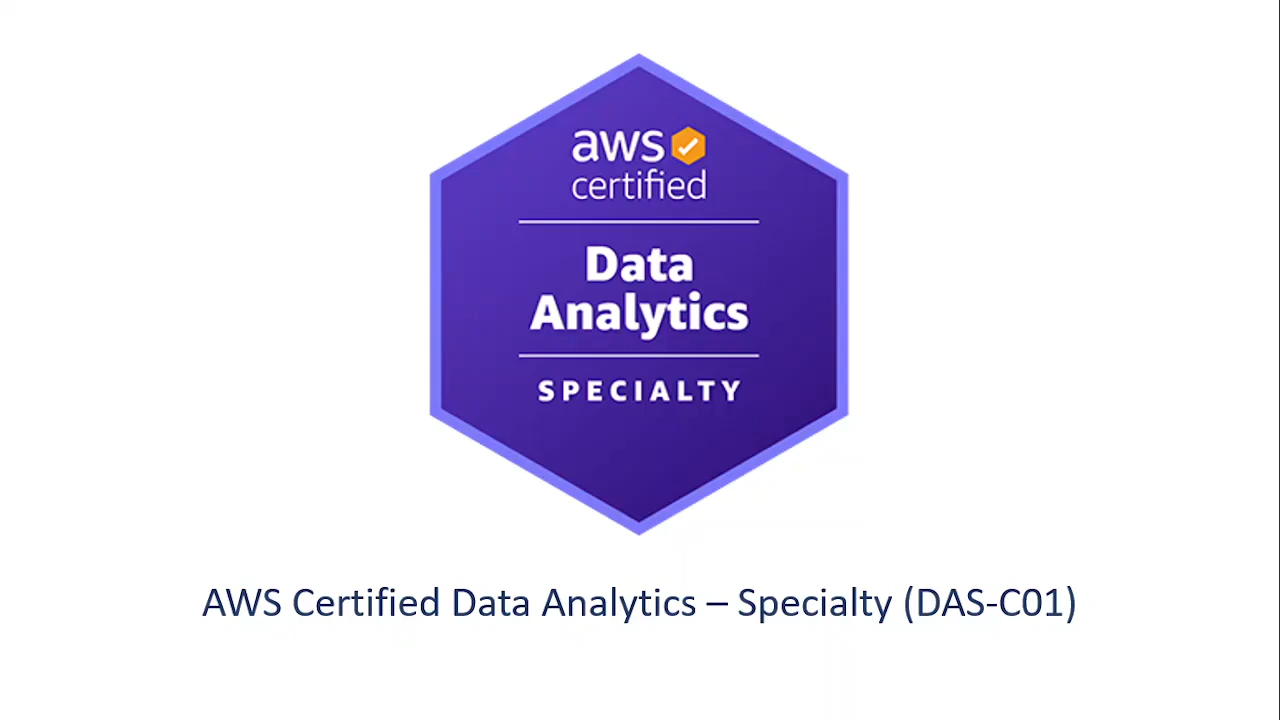 aws
certified
Data
Analytics
SPECIALTY
AWS Certified Data Analytics – Specialty (DAS-C01)